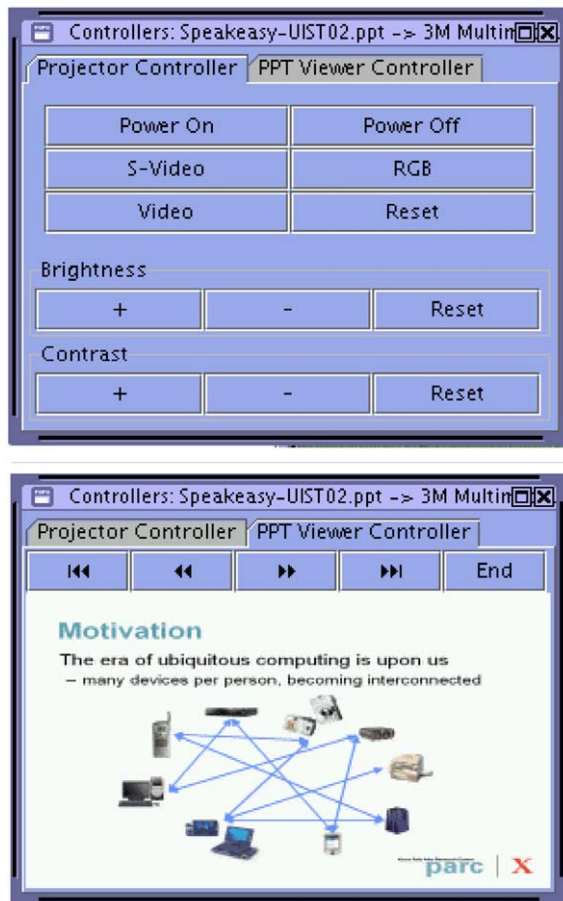 Controllers: Speakeasy-UIST02.ppt -> 3M Multim
Projector Controller PPT Viewer Controller
Power On Power Off
S-Video RGB
Video Reset
Brightness
+ - Reset
Contrast
+ - Reset
Controllers: Speakeasy-UIST02.ppt -> 3M Multim
Projector Controller PPT Viewer Controller
End
Motivation
The era of ubiquitous computing is upon us
– many devices per person, becoming interconnected
parc | X